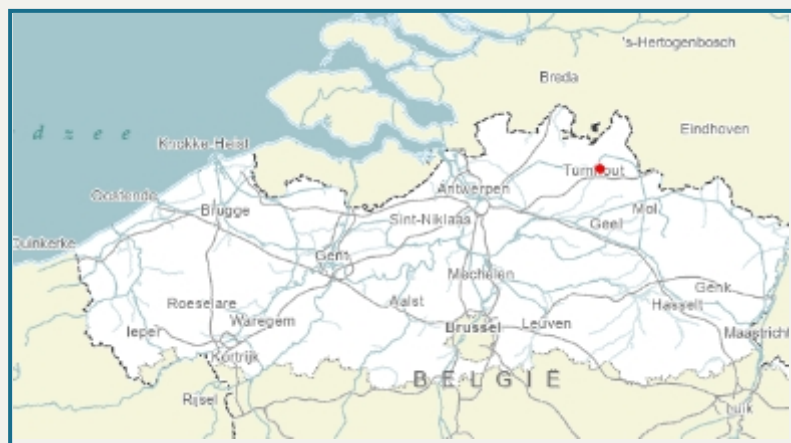 's-Hertogenbosch
Breda
dzee
Knokke-Heist
Eindhoven
Turnhout
Oostende
Antwerpen
Brugge
Mol
Sint-Niklaas
Geel
Duinkerke
Gent
Mechelen
Genk
Roeselare
Aalst
Hasselt
Waregem
Brussel
Leuven
Ieper
Maastricht
Kortrijk
BELGIË
Rijsel
Luik